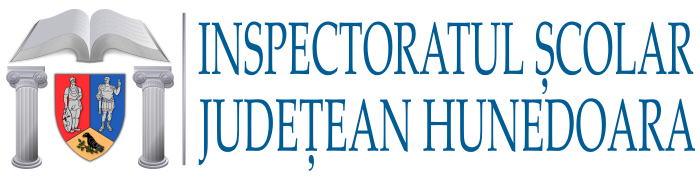 INSPECTORATUL ȘCOLAR
JUDEȚEAN HUNEDOARA